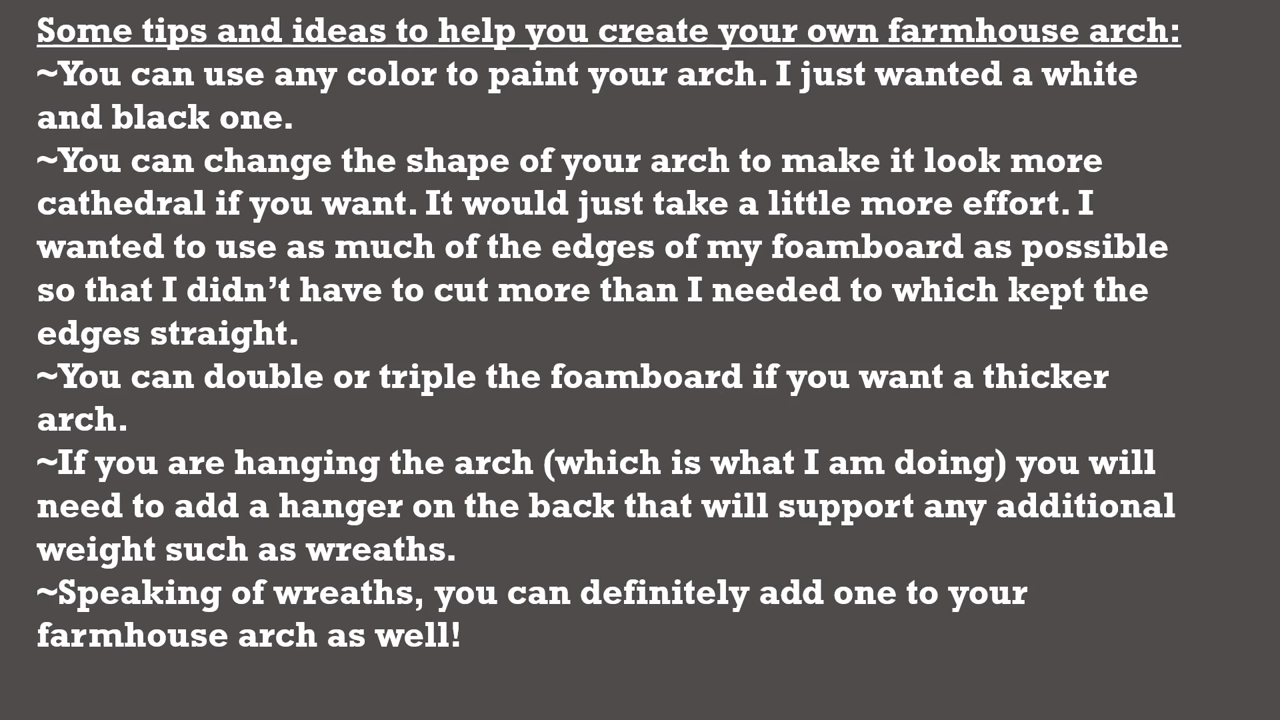 Some tips and ideas to help you create your own farmhouse arch:
~You can use any color to paint your arch. I just wanted a white
and black one.
~You can change the shape of your arch to make it look more
cathedral if you want. It would just take a little more effort. I
wanted to use as much of the edges of my foamboard as possible
so that I didn’t have to cut more than I needed to which kept the
edges straight.
~You can double or triple the foamboard if you want a thicker
arch.
~If you are hanging the arch (which is what I am doing) you will
need to add a hanger on the back that will support any additional
weight such as wreaths.
~Speaking of wreaths, you can definitely add one to your
farmhouse arch as well!